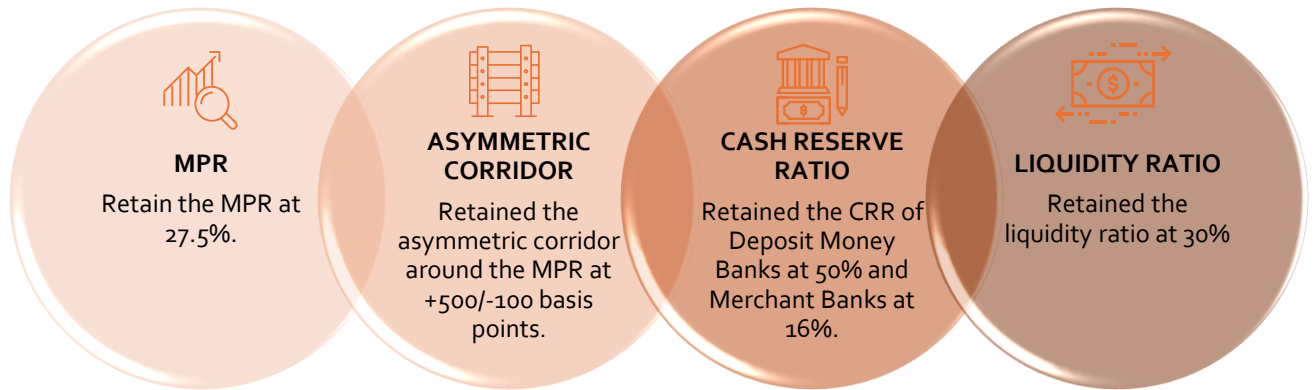 MPR
Retain the MPR at
27.5%.
ASYMMETRIC
CORRIDOR
Retained the
asymmetric corridor
around the MPR at
+500/-100 basis
points.
CASH RESERVE
RATIO
Retained the CRR of
Deposit Money
Banks at 50% and
Merchant Banks at
16%.
LIQUIDITY RATIO
Retained the
liquidity ratio at 30%